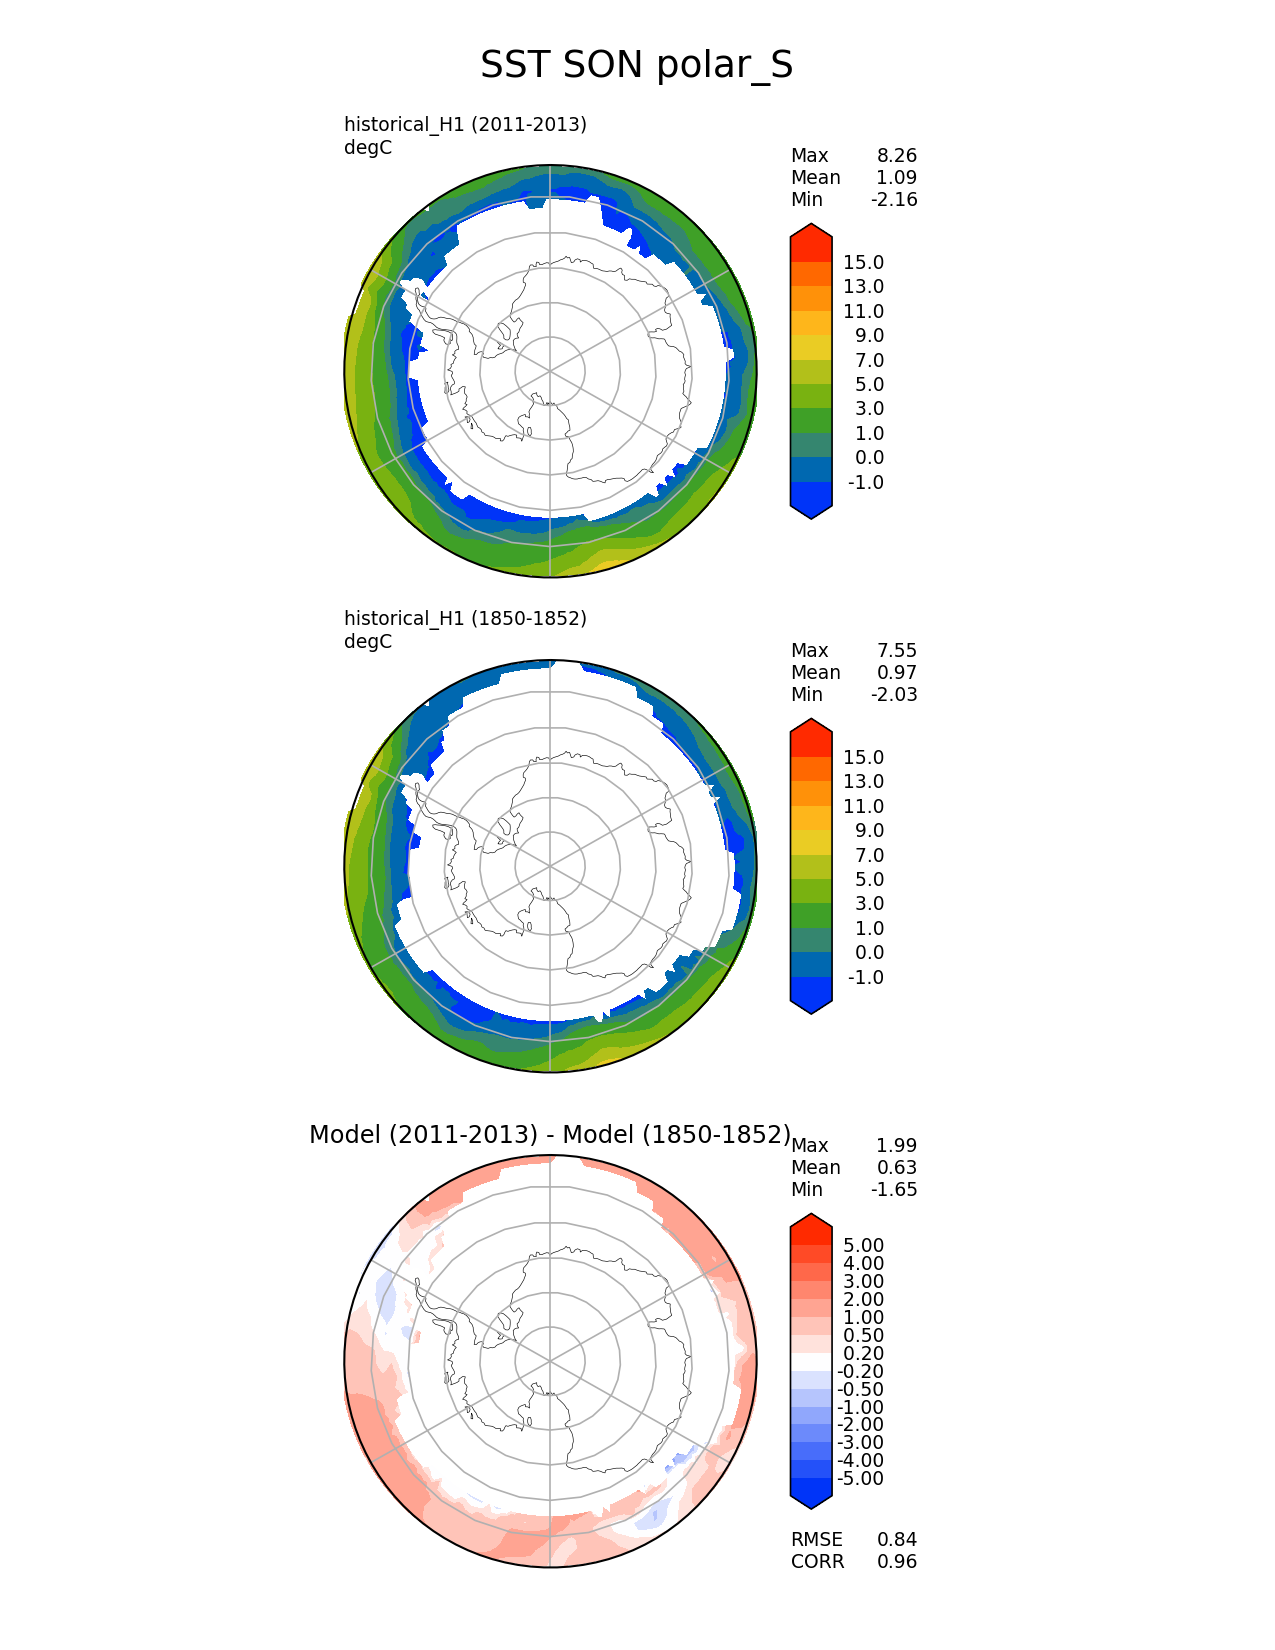 SST SON polar_S
historical_H1 (2011-2013)
degC
Max 8.26
Mean 1.09
Min -2.16
15.0
13.0
11.0
9.0
7.0
5.0
3.0
1.0
0.0
-1.0
historical_H1 (1850-1852)
degC
Max 7.55
Mean 0.97
Min -2.03
15.0
13.0
11.0
9.0
7.0
5.0
3.0
1.0
0.0
-1.0
Model (2011-2013) - Model (1850-1852)
Max 1.99
Mean 0.63
Min -1.65
5.00
4.00
3.00
2.00
1.00
0.50
0.20
-0.20
-0.50
-1.00
-2.00
-3.00
-4.00
-5.00
RMSE 0.84
CORR 0.96